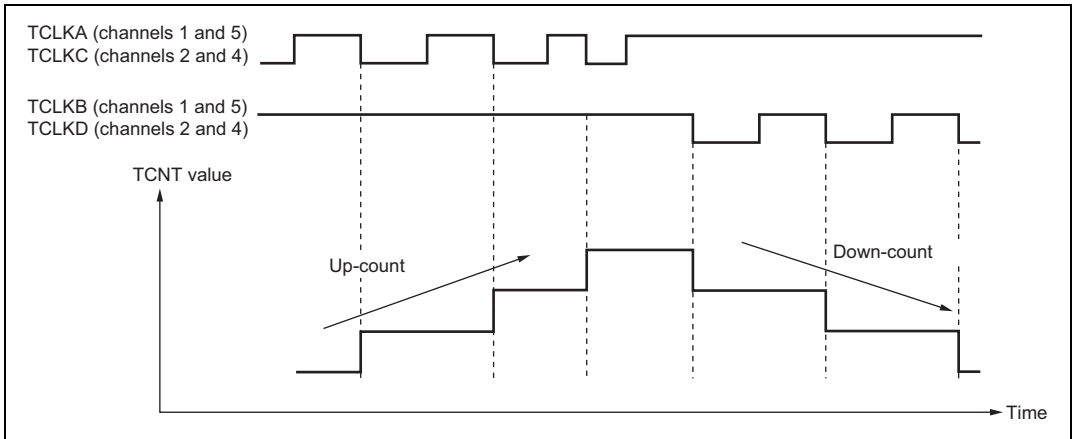 TCLKA (channels 1 and 5)
TCLKC (channels 2 and 4)
TCLKB (channels 1 and 5)
TCLKD (channels 2 and 4)
TCNT value
Up-count
Down-count
Time